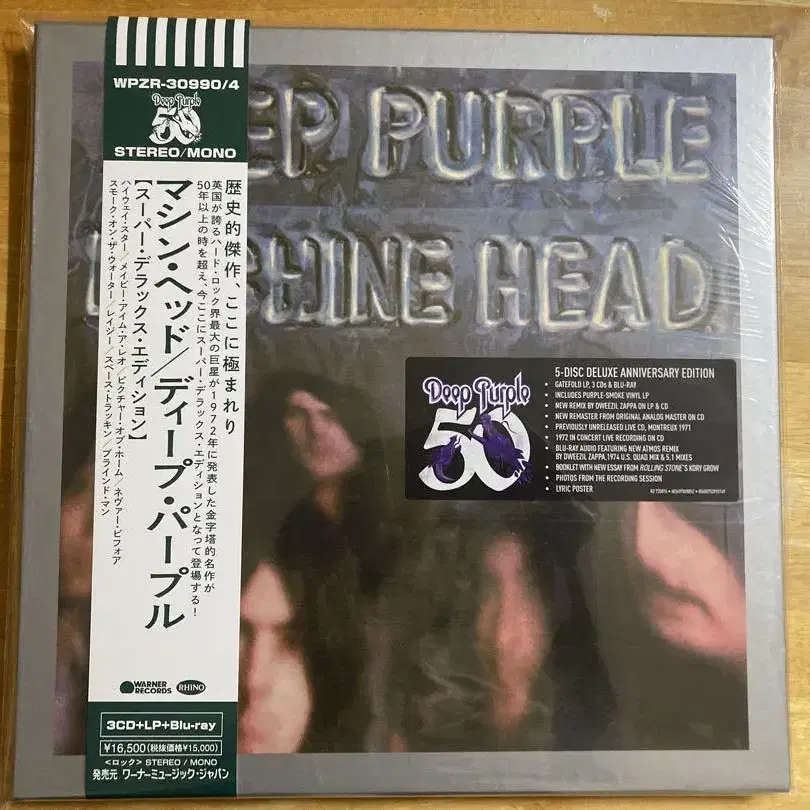 WPZR-30990/4
Deep Purple
50
STEREO/MONO
歴史的傑作、ここに極まれり
英国が誇るハード・ロック界最大の巨星が1972年に発表した金字塔的名作が
50年以上の時を超え、今ここにスーパー・デラックス・エディションとなって登場する!
マシン・ヘッド/ディープ・パープル
[スーパー・デラックス・エディション]
ハイウェイ・スター/メイビー・アイム・ア・レオ/ピクチャー・オブ・ホーム/ネヴァー・ビフォア
スモーク・オン・ザ・ウォーター/レイジー/スペース・トラッキン/ブラインド・マン
WARNER RECORDS
RHINO
3CD+LP+Blu-ray
¥16,500(税抜価格¥15,000)
<ロック> STEREO / MONO
発売元 ワーナーミュージック・ジャパン
EP PURPLE
HINE HEAD
Deep Purple
50
5-DISC DELUXE ANNIVERSARY EDITION
• GATEFOLD LP, 3 CDs & BLU-RAY
• INCLUDES PURPLE-SMOKE VINYL LP
• NEW REMIX BY DWEEZIL ZAPPA ON LP & CD
• NEW REMASTER FROM ORIGINAL ANALOG MASTER ON CD
• PREVIOUSLY UNRELEASED LIVE CD, MONTREUX 1971
• 1972 IN CONCERT LIVE RECORDING ON CD
• BLU-RAY AUDIO FEATURING NEW ATMOS REMIX
BY DWEEZIL ZAPPA, 1974 U.S. QUAD MIX & 5.1 MIXES
• BOOKLET WITH NEW ESSAY FROM ROLLING STONE'S KORY GROW
• PHOTOS FROM THE RECORDING SESSION
• LYRIC POSTER